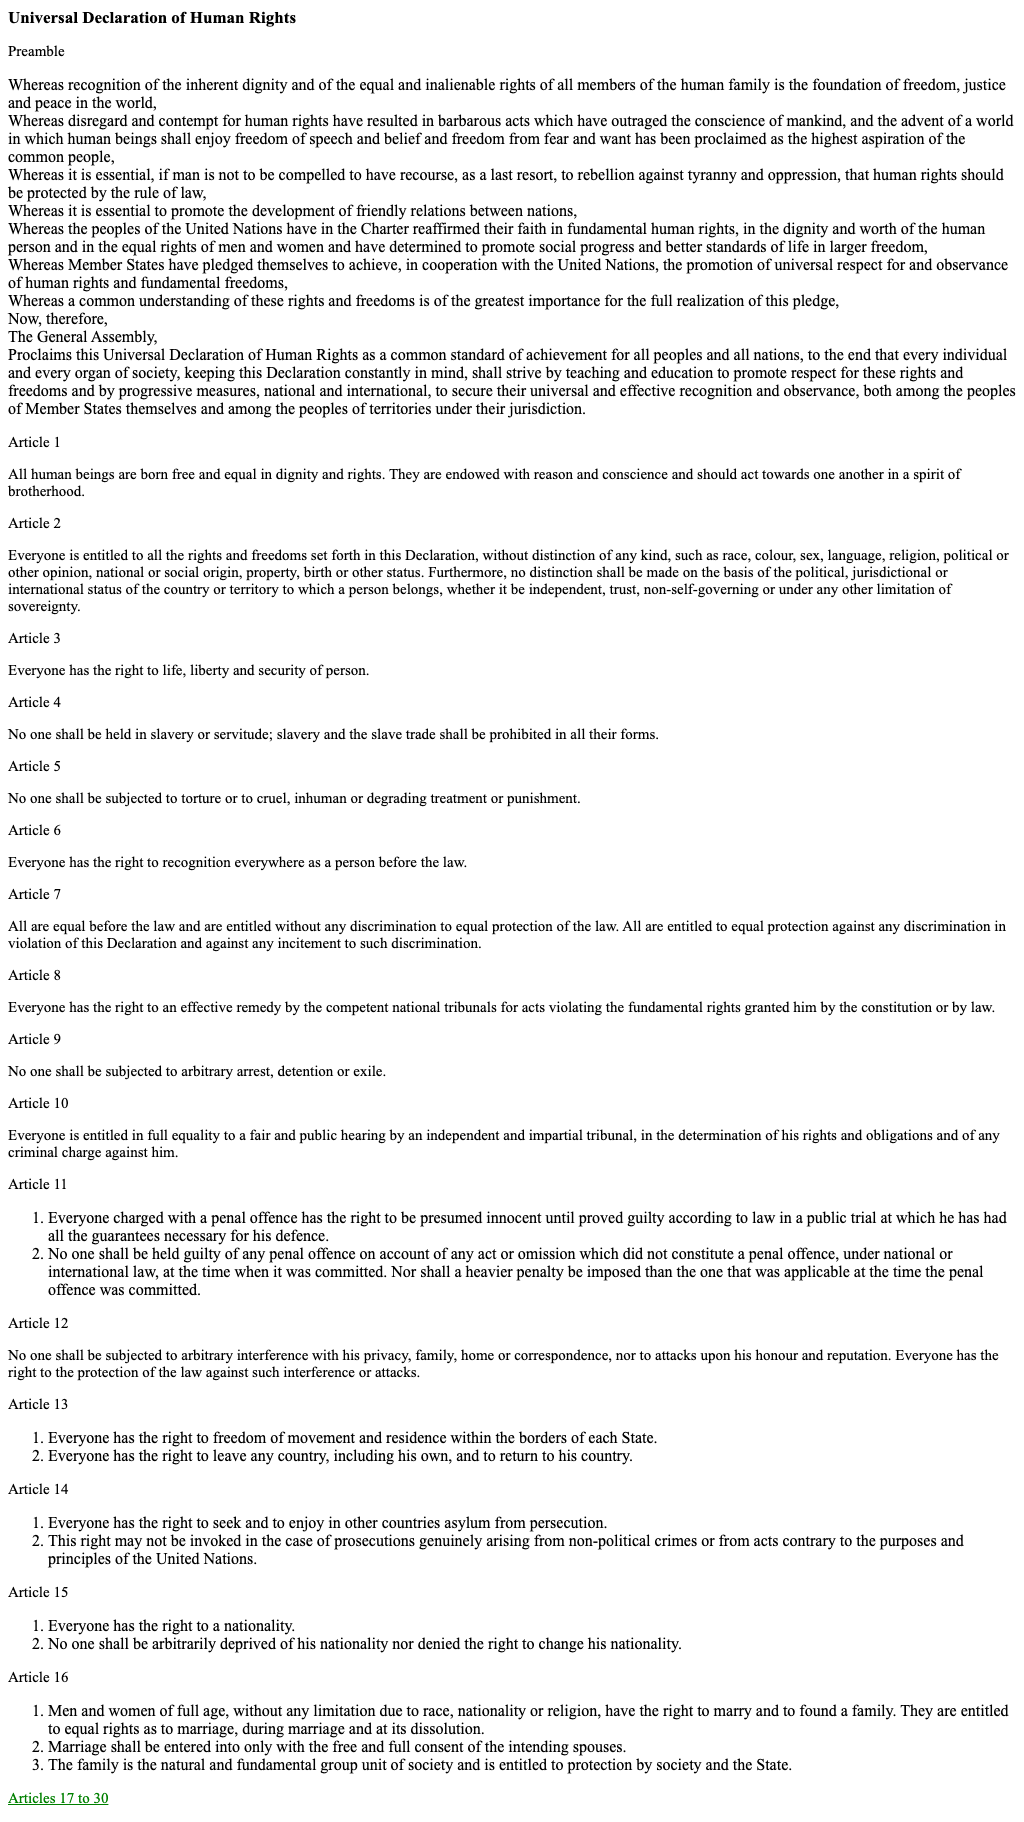 Universal Declaration of Human Rights
Preamble
Whereas recognition of the inherent dignity and of the equal and inalienable rights of all members of the human family is the foundation of freedom, justice
and peace in the world,
Whereas disregard and contempt for human rights have resulted in barbarous acts which have outraged the conscience of mankind, and the advent of a world
in which human beings shall enjoy freedom of speech and belief and freedom from fear and want has been proclaimed as the highest aspiration of the
common people,
Whereas it is essential, if man is not to be compelled to have recourse, as a last resort, to rebellion against tyranny and oppression, that human rights should
be protected by the rule of law,
Whereas it is essential to promote the development of friendly relations between nations,
Whereas the peoples of the United Nations have in the Charter reaffirmed their faith in fundamental human rights, in the dignity and worth of the human
person and in the equal rights of men and women and have determined to promote social progress and better standards of life in larger freedom,
Whereas Member States have pledged themselves to achieve, in cooperation with the United Nations, the promotion of universal respect for and observance
of human rights and fundamental freedoms,
Whereas a common understanding of these rights and freedoms is of the greatest importance for the full realization of this pledge,
Now, therefore,
The General Assembly,
Proclaims this Universal Declaration of Human Rights as a common standard of achievement for all peoples and all nations, to the end that every individual
and every organ of society, keeping this Declaration constantly in mind, shall strive by teaching and education to promote respect for these rights and
freedoms and by progressive measures, national and international, to secure their universal and effective recognition and observance, both among the peoples
of Member States themselves and among the peoples of territories under their jurisdiction.
Article 1
All human beings are born free and equal in dignity and rights. They are endowed with reason and conscience and should act towards one another in a spirit of
brotherhood.
Article 2
Everyone is entitled to all the rights and freedoms set forth in this Declaration, without distinction of any kind, such as race, colour, sex, language, religion, political or
other opinion, national or social origin, property, birth or other status. Furthermore, no distinction shall be made on the basis of the political, jurisdictional or
international status of the country or territory to which a person belongs, whether it be independent, trust, non-self-governing or under any other limitation of
sovereignty.
Article 3
Everyone has the right to life, liberty and security of person.
Article 4
No one shall be held in slavery or servitude; slavery and the slave trade shall be prohibited in all their forms.
Article 5
No one shall be subjected to torture or to cruel, inhuman or degrading treatment or punishment.
Article 6
Everyone has the right to recognition everywhere as a person before the law.
Article 7
All are equal before the law and are entitled without any discrimination to equal protection of the law. All are entitled to equal protection against any discrimination in
violation of this Declaration and against any incitement to such discrimination.
Article 8
Everyone has the right to an effective remedy by the competent national tribunals for acts violating the fundamental rights granted him by the constitution or by law.
Article 9
No one shall be subjected to arbitrary arrest, detention or exile.
Article 10
Everyone is entitled in full equality to a fair and public hearing by an independent and impartial tribunal, in the determination of his rights and obligations and of any
criminal charge against him.
Article 11
1. Everyone charged with a penal offence has the right to be presumed innocent until proved guilty according to law in a public trial at which he has had
all the guarantees necessary for his defence.
2. No one shall be held guilty of any penal offence on account of any act or omission which did not constitute a penal offence, under national or
international law, at the time when it was committed. Nor shall a heavier penalty be imposed than the one that was applicable at the time the penal
offence was committed.
Article 12
No one shall be subjected to arbitrary interference with his privacy, family, home or correspondence, nor to attacks upon his honour and reputation. Everyone has the
right to the protection of the law against such interference or attacks.
Article 13
1. Everyone has the right to freedom of movement and residence within the borders of each State.
2. Everyone has the right to leave any country, including his own, and to return to his country.
Article 14
1. Everyone has the right to seek and to enjoy in other countries asylum from persecution.
2. This right may not be invoked in the case of prosecutions genuinely arising from non-political crimes or from acts contrary to the purposes and
principles of the United Nations.
Article 15
1. Everyone has the right to a nationality.
2. No one shall be arbitrarily deprived of his nationality nor denied the right to change his nationality.
Article 16
1. Men and women of full age, without any limitation due to race, nationality or religion, have the right to marry and to found a family. They are entitled
to equal rights as to marriage, during marriage and at its dissolution.
2. Marriage shall be entered into only with the free and full consent of the intending spouses.
3. The family is the natural and fundamental group unit of society and is entitled to protection by society and the State.
Articles 17 to 30